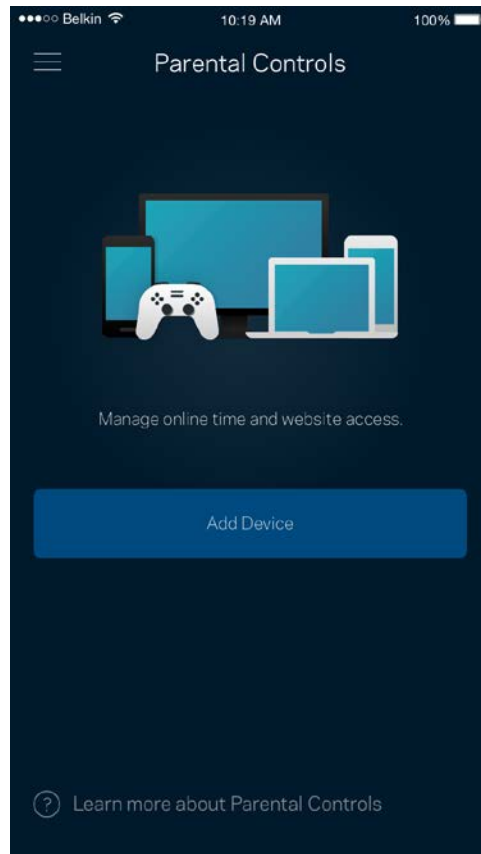 Belkin 10:19 AM 100%
Parental Controls
Manage online time and website access.
Add Device
? Learn more about Parental Controls